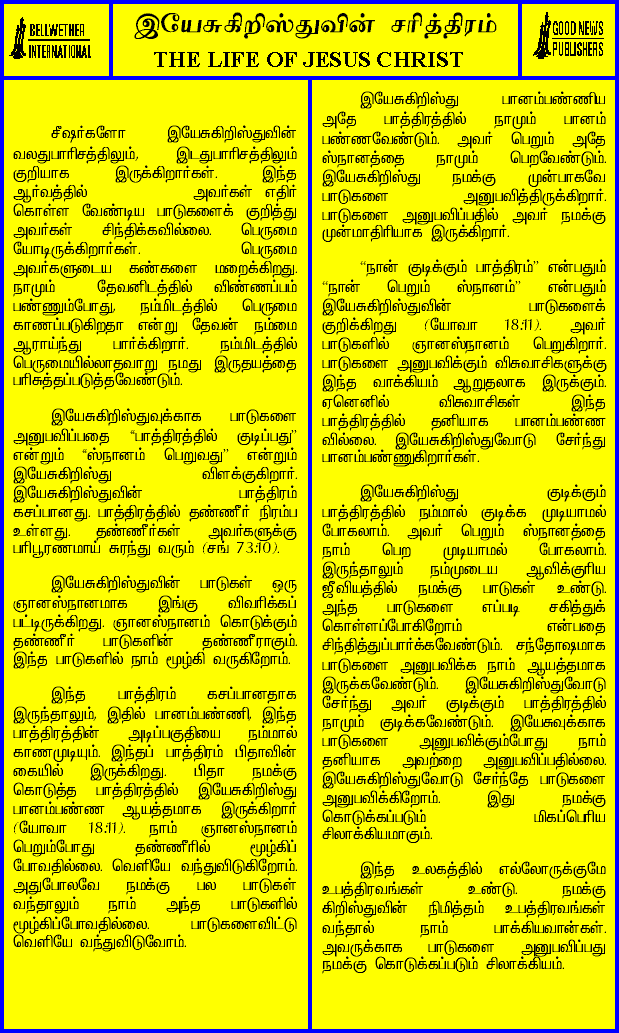 BELLWETHER
INTERNATIONAL
இயேசுகிறிஸ்துவின் சரித்திரம்
THE LIFE OF JESUS CHRIST
GOOD NEWS
PUBLISHERS
சீஷர்களோ இயேசுகிறிஸ்துவின்
வலதுபாரிசத்திலும், இடதுபாரிசத்திலும்
குறியாக இருக்கிறார்கள். இந்த
ஆர்வத்தில் அவர்கள் எதிர்
கொள்ள வேண்டிய பாடுகளைக் குறித்து
அவர்கள் சிந்திக்கவில்லை. பெருமை
யோடிருக்கிறார்கள். பெருமை
அவர்களுடைய கண்களை மறைக்கிறது.
நாமும் தேவனிடத்தில் விண்ணப்பம்
பண்ணும்போது, நம்மிடத்தில் பெருமை
காணப்படுகிறதா என்று தேவன் நம்மை
ஆராய்ந்து பார்க்கிறார். நம்மிடத்தில்
பெருமையில்லாதவாறு நமது இருதயத்தை
பரிசுத்தப்படுத்தவேண்டும்.
இயேசுகிறிஸ்துவுக்காக பாடுகளை
அனுபவிப்பதை “பாத்திரத்தில் குடிப்பது”
என்றும் “ஸ்நானம் பெறுவது” என்றும்
இயேசுகிறிஸ்து விளக்குகிறார்.
இயேசுகிறிஸ்துவின் பாத்திரம்
கசப்பானது. பாத்திரத்தில் தண்ணீர் நிரம்ப
உள்ளது. தண்ணீர்கள் அவர்களுக்கு
பரிபூரணமாய் சுரந்து வரும் (சங் 73:10).
இயேசுகிறிஸ்துவின் பாடுகள் ஒரு
ஞானஸ்நானமாக இங்கு விவரிக்கப்
பட்டிருக்கிறது. ஞானஸ்நானம் கொடுக்கும்
தண்ணீர் பாடுகளின் தண்ணீராகும்.
இந்த பாடுகளில் நாம் மூழ்கி வருகிறோம்.
இந்த பாத்திரம் கசப்பானதாக
இருந்தாலும், இதில் பானம்பண்ணி, இந்த
பாத்திரத்தின் அடிப்பகுதியை நம்மால்
காணமுடியும். இந்தப் பாத்திரம் பிதாவின்
கையில் இருக்கிறது. பிதா நமக்கு
கொடுத்த பாத்திரத்தில் இயேசுகிறிஸ்து
பானம்பண்ண ஆயத்தமாக இருக்கிறார்
(யோவா 18:11). நாம் ஞானஸ்நானம்
பெறும்போது தண்ணீரில் மூழ்கிப்
போவதில்லை. வெளியே வந்துவிடுகிறோம்.
அதுபோலவே நமக்கு பல பாடுகள்
வந்தாலும் நாம் அந்த பாடுகளில்
மூழ்கிப்போவதில்லை. பாடுகளைவிட்டு
வெளியே வந்துவிடுவோம்.
இயேசுகிறிஸ்து பானம்பண்ணிய
அதே பாத்திரத்தில் நாமும் பானம்
பண்ணவேண்டும். அவர் பெறும் அதே
ஸ்நானத்தை நாமும் பெறவேண்டும்.
இயேசுகிறிஸ்து நமக்கு முன்பாகவே
பாடுகளை அனுபவித்திருக்கிறார்.
பாடுகளை அனுபவிப்பதில் அவர் நமக்கு
முன்மாதிரியாக இருக்கிறார்.
“நான் குடிக்கும் பாத்திரம்” என்பதும்
“நான் பெறும் ஸ்நானம்” என்பதும்
இயேசுகிறிஸ்துவின் பாடுகளைக்
குறிக்கிறது (யோவா 18:11). அவர்
பாடுகளில் ஞானஸ்நானம் பெறுகிறார்.
பாடுகளை அனுபவிக்கும் விசுவாசிகளுக்கு
இந்த வாக்கியம் ஆறுதலாக இருக்கும்.
ஏனெனில் விசுவாசிகள் இந்த
பாத்திரத்தில் தனியாக பானம்பண்ண
வில்லை. இயேசுகிறிஸ்துவோடு சேர்ந்து
பானம்பண்ணுகிறார்கள்.
இயேசுகிறிஸ்து குடிக்கும்
பாத்திரத்தில் நம்மால் குடிக்க முடியாமல்
போகலாம். அவர் பெறும் ஸ்நானத்தை
நாம் பெற முடியாமல் போகலாம்.
இருந்தாலும் நம்முடைய ஆவிக்குரிய
ஜீவியத்தில் நமக்கு பாடுகள் உண்டு.
அந்த பாடுகளை எப்படி சகித்துக்
கொள்ளப்போகிறோம் என்பதை
சிந்தித்துப்பார்க்கவேண்டும். சந்தோஷமாக
பாடுகளை அனுபவிக்க நாம் ஆயத்தமாக
இருக்கவேண்டும். இயேசுகிறிஸ்துவோடு
சேர்ந்து அவர் குடிக்கும் பாத்திரத்தில்
நாமும் குடிக்கவேண்டும். இயேசுவுக்காக
பாடுகளை அனுபவிக்கும்போது நாம்
தனியாக அவற்றை அனுபவிப்பதில்லை.
இயேசுகிறிஸ்துவோடு சேர்ந்தே பாடுகளை
அனுபவிக்கிறோம். இது நமக்கு
கொடுக்கப்படும் மிகப்பெரிய
சிலாக்கியமாகும்.
இந்த உலகத்தில் எல்லோருக்குமே
உபத்திரவங்கள் உண்டு. நமக்கு
கிறிஸ்துவின் நிமித்தம் உபத்திரவங்கள்
வந்தால் நாம் பாக்கியவான்கள்.
அவருக்காக பாடுகளை அனுபவிப்பது
நமக்கு கொடுக்கப்படும் சிலாக்கியம்.